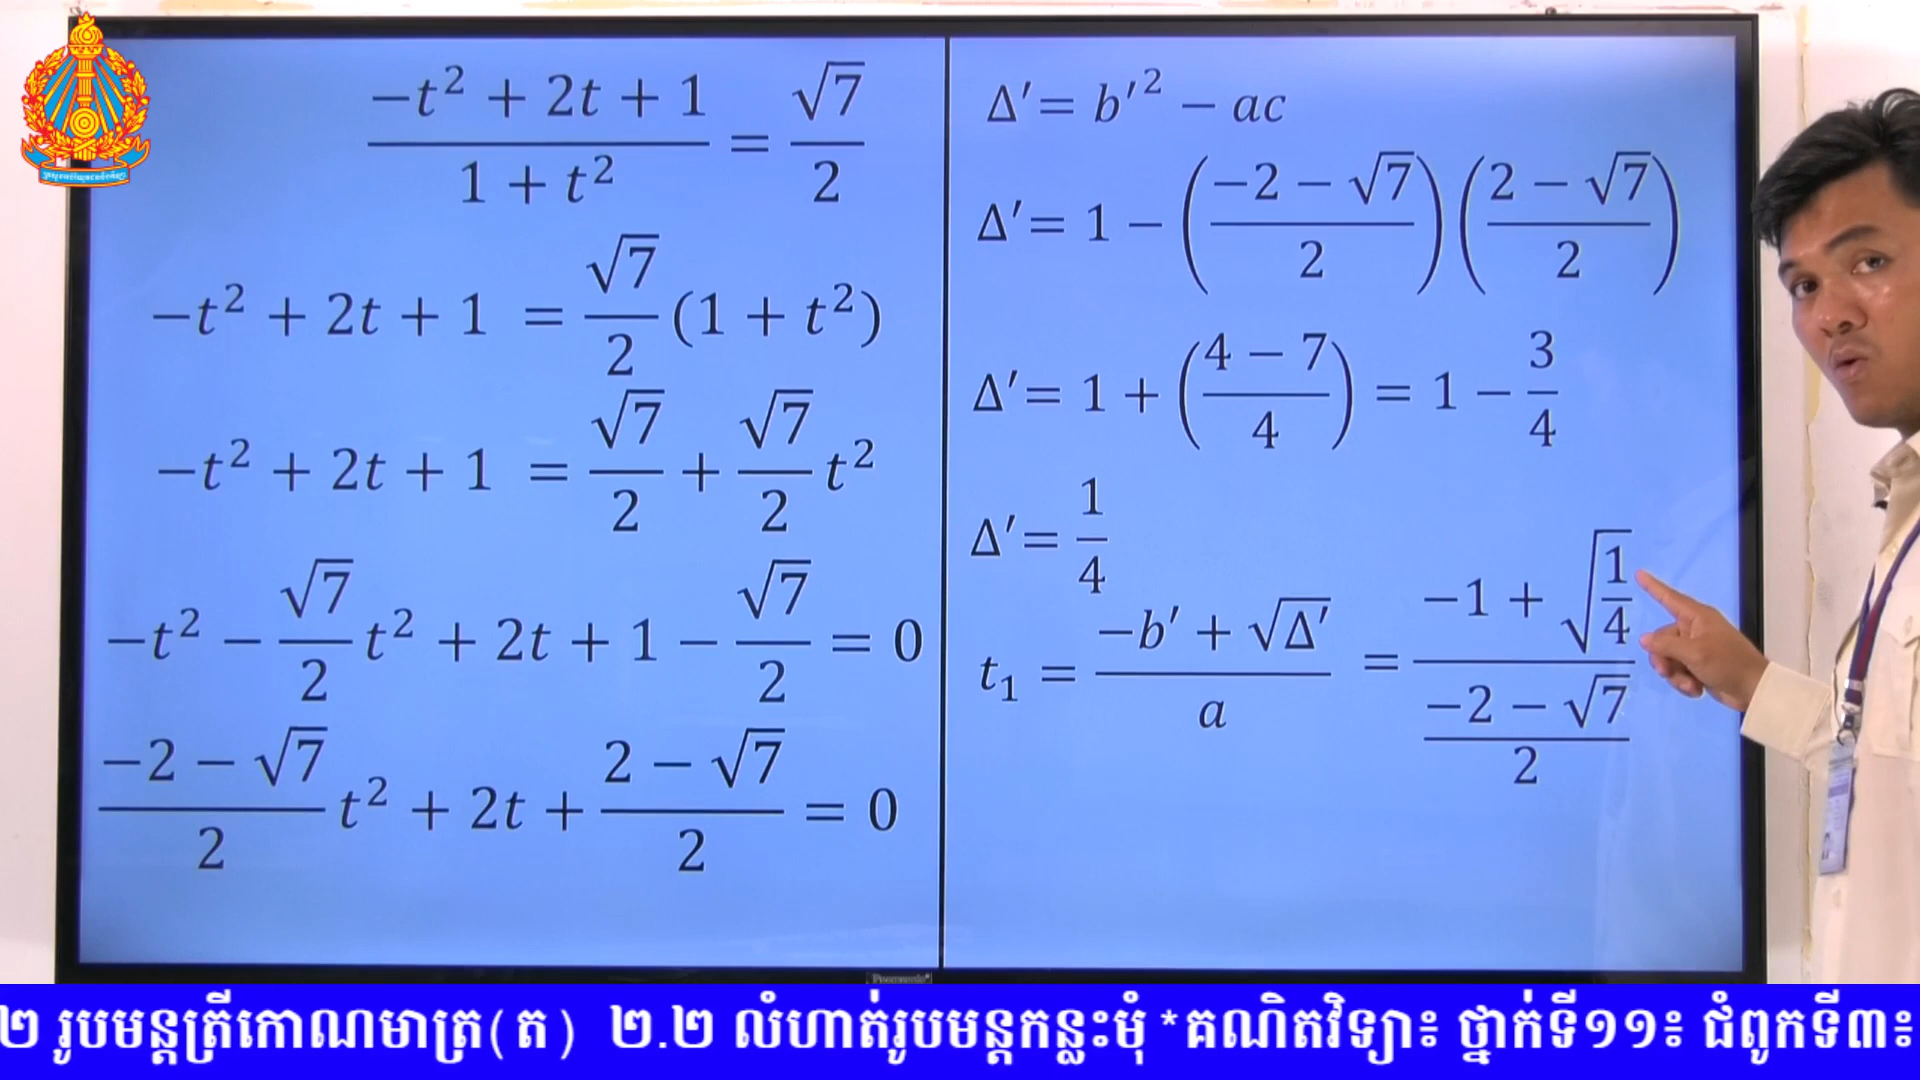 (-t² + 2t + 1)/(1 + t²) = √7/2
-t² + 2t + 1 = √7/2 (1 + t²)
-t² + 2t + 1 = √7/2 + √7/2 t²
-t² - √7/2 t² + 2t + 1 - √7/2 = 0
(-2 - √7)/2 t² + 2t + (2 - √7)/2 = 0
Δ′= b′² - ac
Δ′= 1 - ((-2 - √7)/2)((2 - √7)/2)
Δ′= 1 + ((4 - 7)/4) = 1 - 3/4
Δ′= 1/4
t₁ = (-b′ + √Δ′)/a = (-1 + √(1/4))/((-2 - √7)/2)
២ រូបមន្តត្រីកោណមាត្រ(ត) ២.២ លំហាត់រូបមន្តកន្លះមុំ *គណិតវិទ្យា៖ ថ្នាក់ទី១១៖ ជំពូកទី៣៖